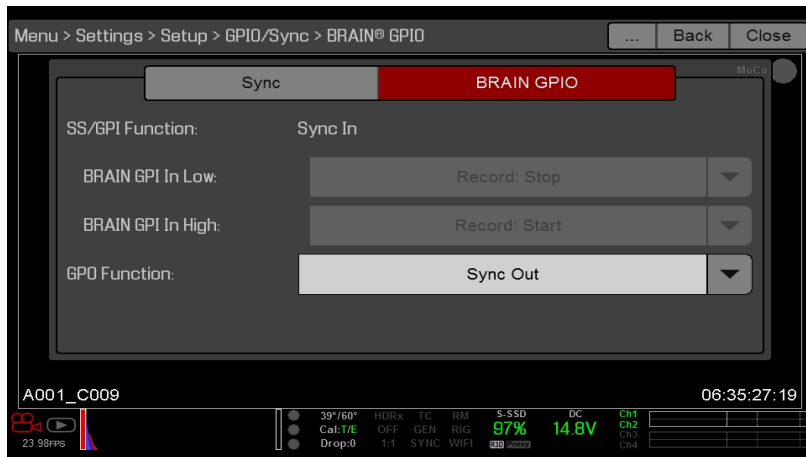 Menu > Settings > Setup > GPIO/Sync > BRAIN® GPIO
... Back Close
MoCo
Sync BRAIN GPIO
SS/GPI Function: Sync In
BRAIN GPI In Low: Record: Stop
BRAIN GPI In High: Record: Start
GPO Function: Sync Out
A001_C009 06:35:27:19
39°/60° HDRx TC RM S-SSD DC Ch1
Cal:T/E OFF GEN RIG 97% 14.8V Ch2
Drop:0 1:1 SYNC WIFI R3D Proxy Ch3
Ch4
23.98FPS